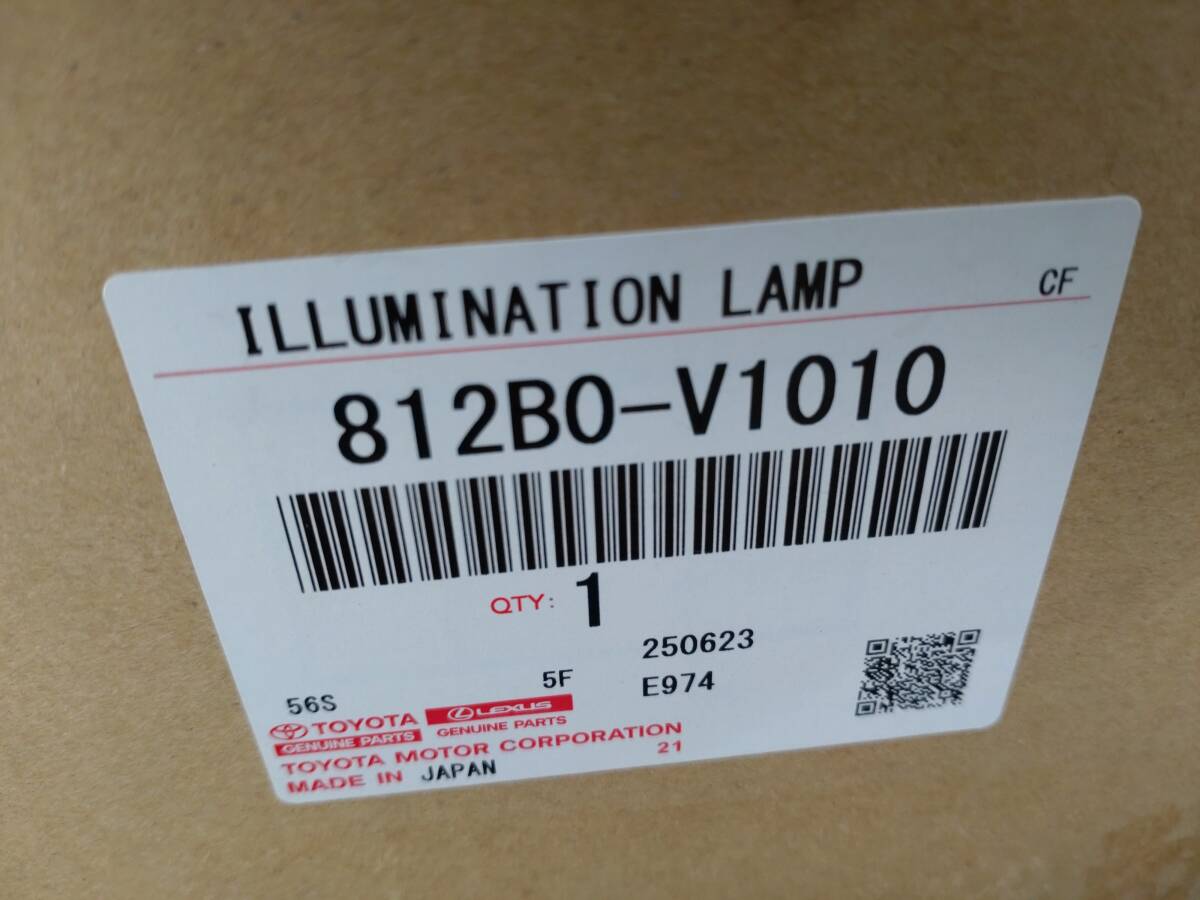 ILLUMINATION LAMP CF
812B0-V1010
QTY: 1
250623
56S 5F E974
TOYOTA LEXUS
GENUINE PARTS GENUINE PARTS
TOYOTA MOTOR CORPORATION
21
MADE IN JAPAN